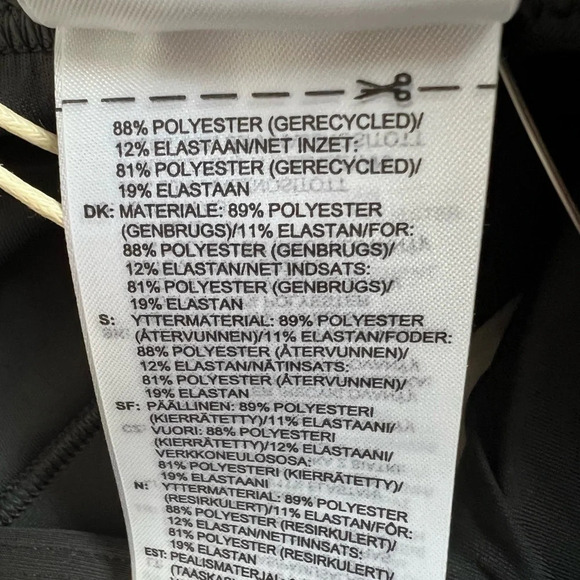 88% POLYESTER (GERECYCLED)/
12% ELASTAAN/NET INZET:
81% POLYESTER (GERECYCLED)/
19% ELASTAAN
DK: MATERIALE: 89% POLYESTER
(GENBRUGS)/11% ELASTAN/FOR:
88% POLYESTER (GENBRUGS)/
12% ELASTAN/NET INDSATS:
81% POLYESTER (GENBRUGS)/
19% ELASTAN
S: YTTERMATERIAL: 89% POLYESTER
(ÅTERVUNNEN)/11% ELASTAN/FODER:
88% POLYESTER (ÅTERVUNNEN)/
12% ELASTAN/NÄTINSATS:
81% POLYESTER (ÅTERVUNNEN)/
19% ELASTAN
SF: PÄÄLLINEN: 89% POLYESTERI
(KIERRÄTETTY)/11% ELASTAANI/
VUORI: 88% POLYESTERI
(KIERRÄTETTY)/12% ELASTAANI/
VERKKONEULOSOSA:
81% POLYESTERI (KIERRÄTETTY)/
19% ELASTAANI
N: YTTERMATERIAL: 89% POLYESTER
(RESIRKULERT)/11% ELASTAN/FÔR:
88% POLYESTER (RESIRKULERT)/
12% ELASTAN/NETTINNSATS:
81% POLYESTER (RESIRKULERT)/
19% ELASTAN
EST: PEALISMATERJAL: